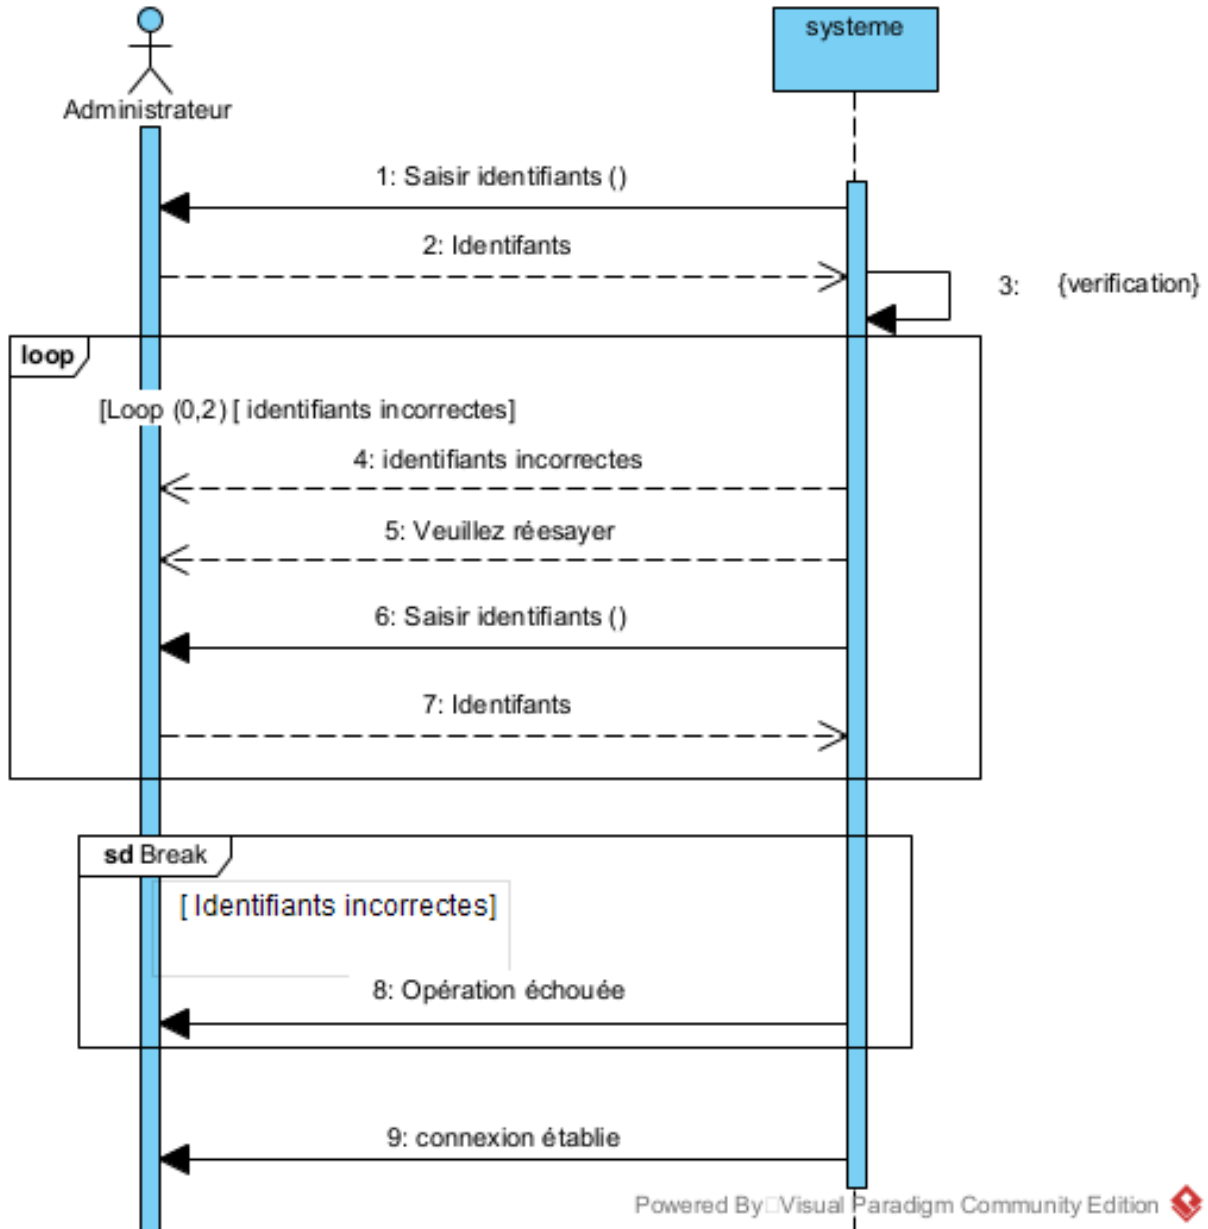 systeme
Administrateur
1: Saisir identifiants ()
2: Identifants
3: {verification}
loop
[Loop (0,2) [ identifiants incorrectes]
4: identifiants incorrectes
5: Veuillez réesayer
6: Saisir identifiants ()
7: Identifants
sd Break
[ Identifiants incorrectes]
8: Opération échouée
9: connexion établie
Powered By Visual Paradigm Community Edition